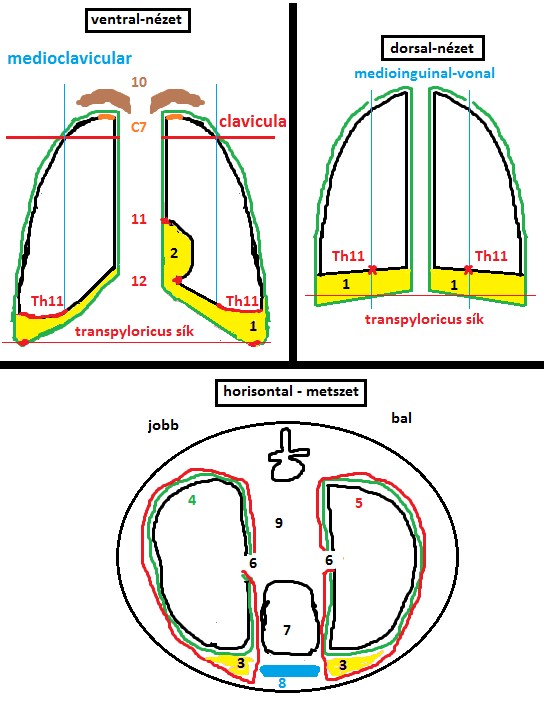 ventral-nézet
medioclavicular
10
C7
clavicula
11
2
12
Th11
Th11
transpyloricus sík
1
dorsal-nézet
medioinguinal-vonal
Th11
Th11
1
1
transpyloricus sík
horisontal - metszet
jobb
bal
4
5
9
6
6
7
3
3
8